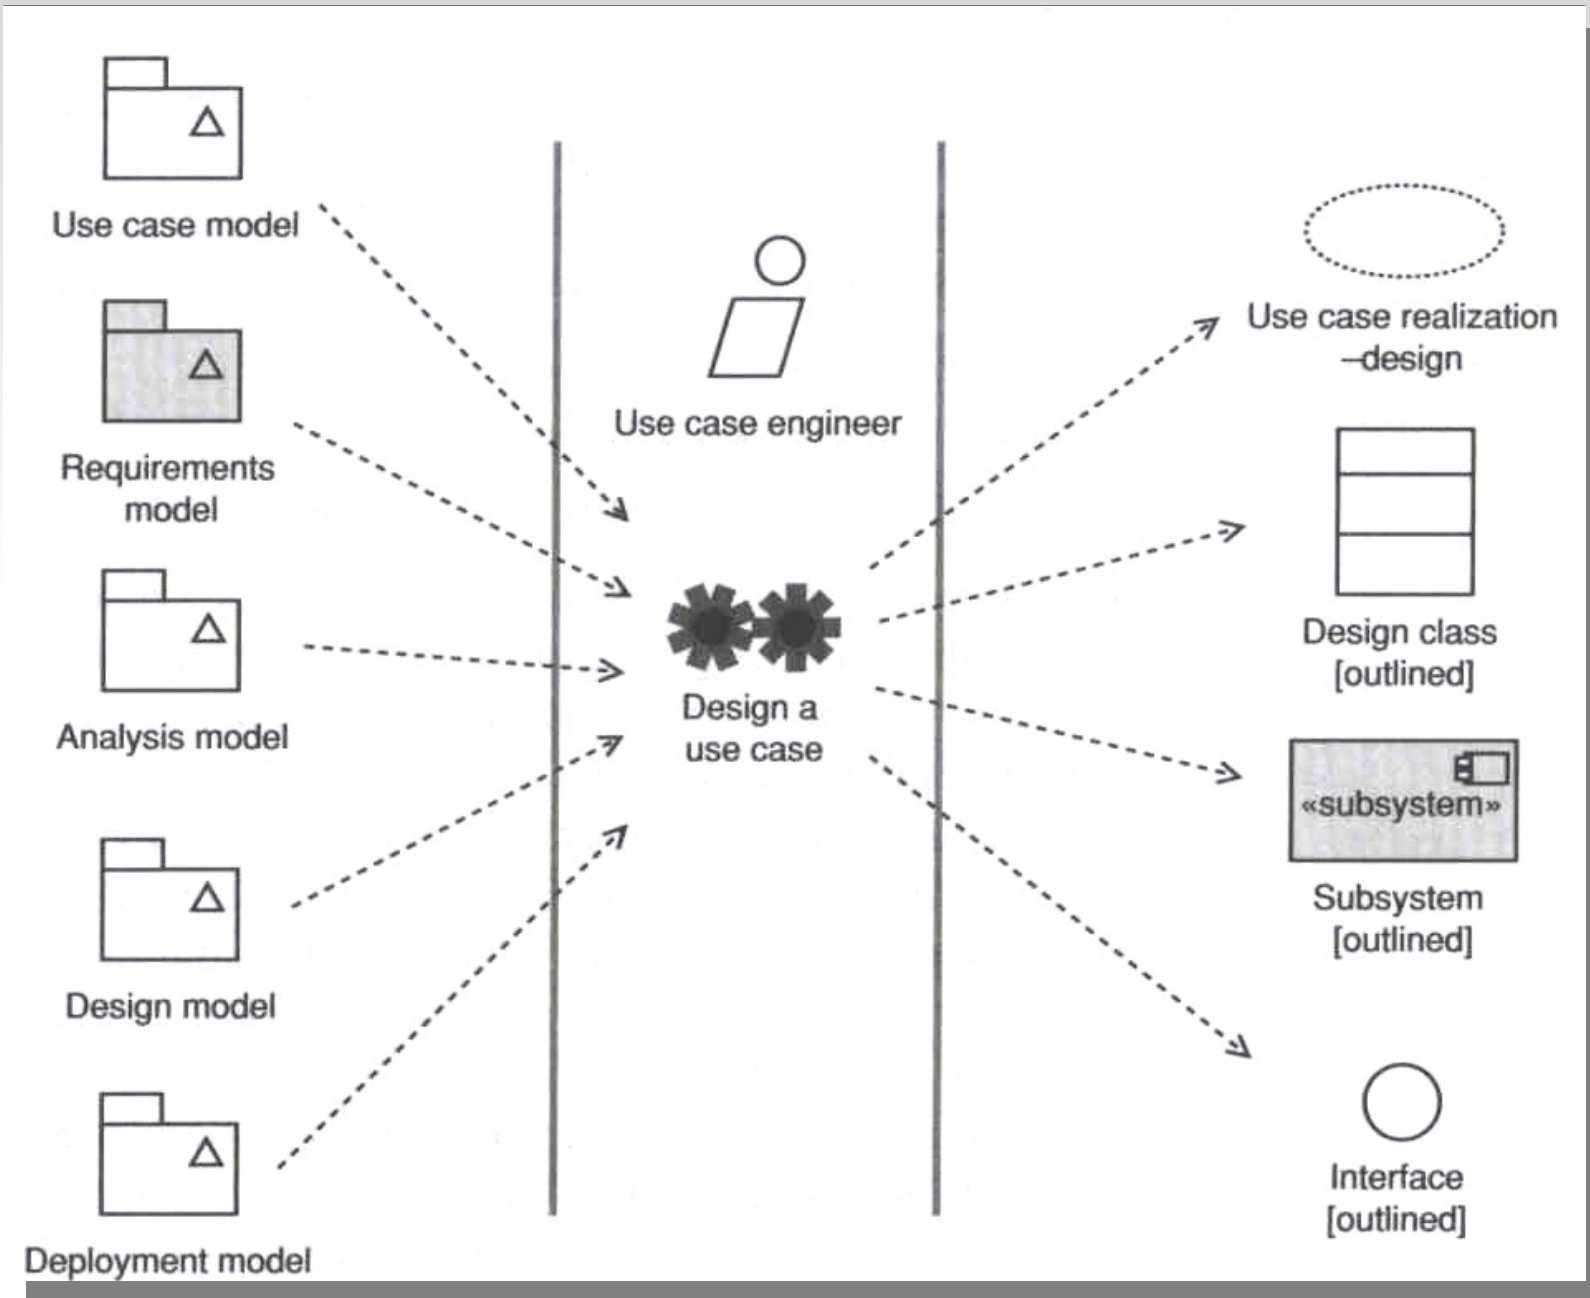 Use case model
Requirements
model
Analysis model
Design model
Deployment model
Use case engineer
Design a
use case
Use case realization
–design
Design class
[outlined]
«subsystem»
Subsystem
[outlined]
Interface
[outlined]